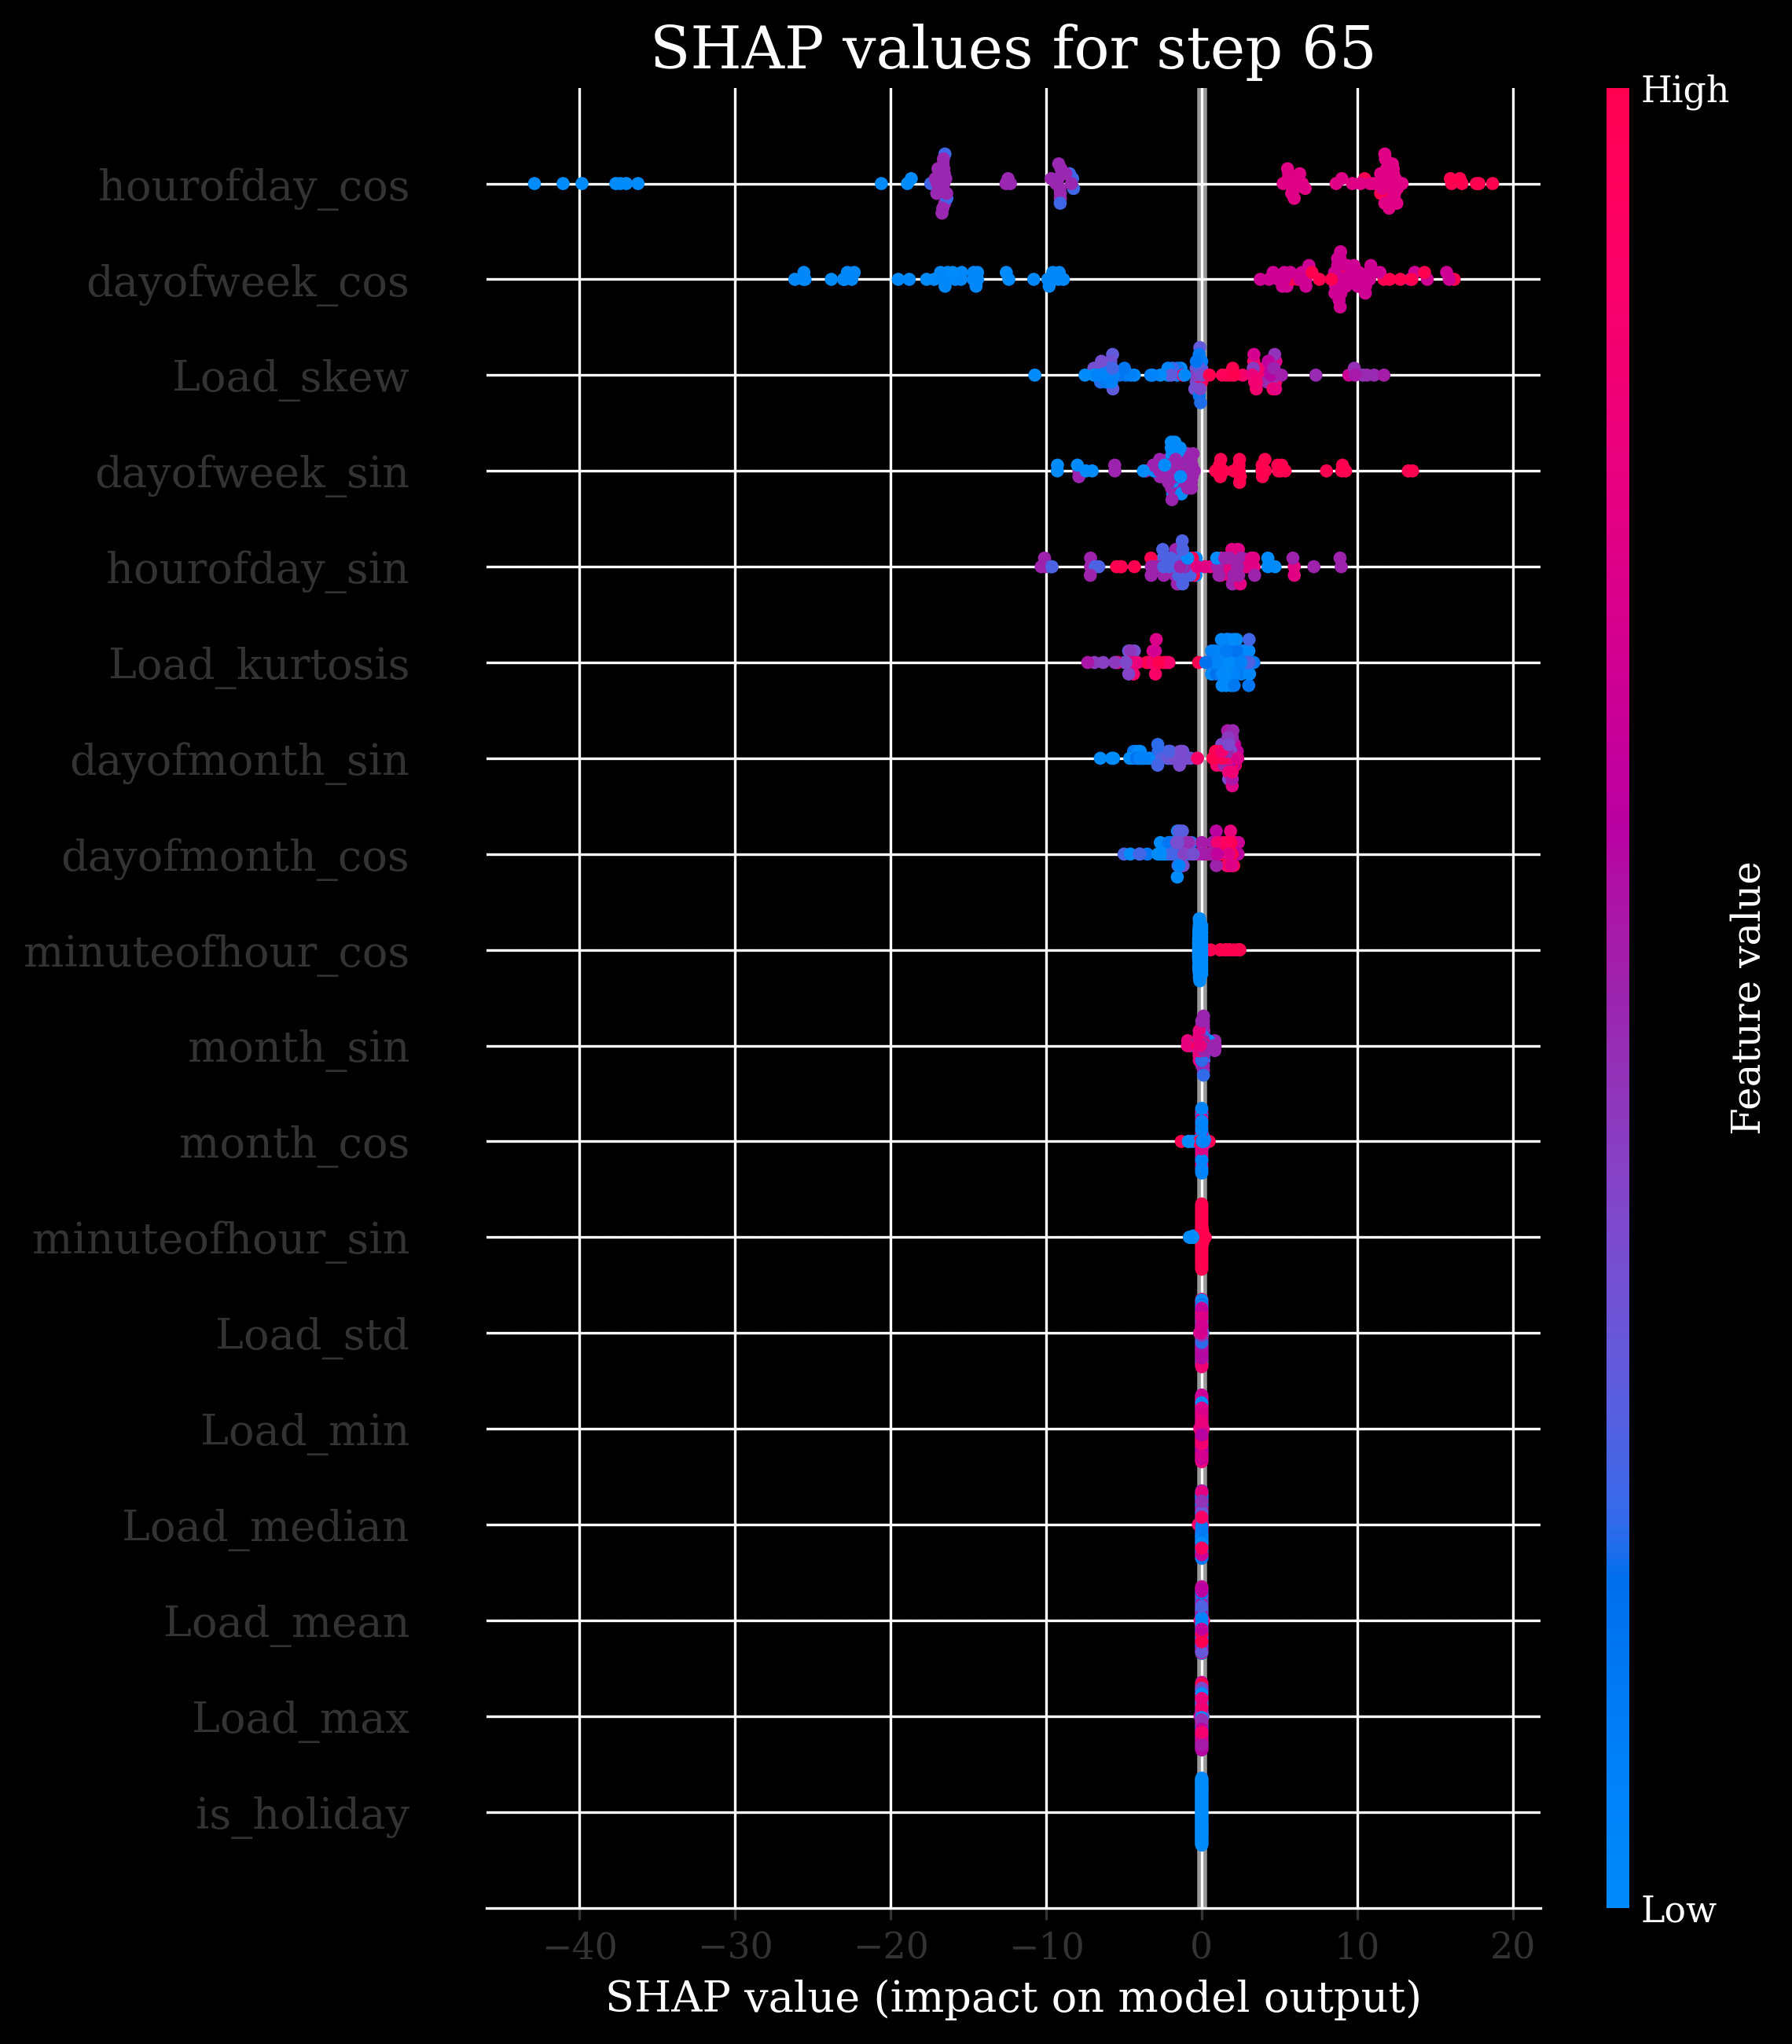 SHAP values for step 65
High
hourofday_cos
dayofweek_cos
Load_skew
dayofweek_sin
hourofday_sin
Load_kurtosis
dayofmonth_sin
dayofmonth_cos
minuteofhour_cos
month_sin
month_cos
minuteofhour_sin
Load_std
Load_min
Load_median
Load_mean
Load_max
is_holiday
Feature value
Low
−40 −30 −20 −10 0 10 20
SHAP value (impact on model output)